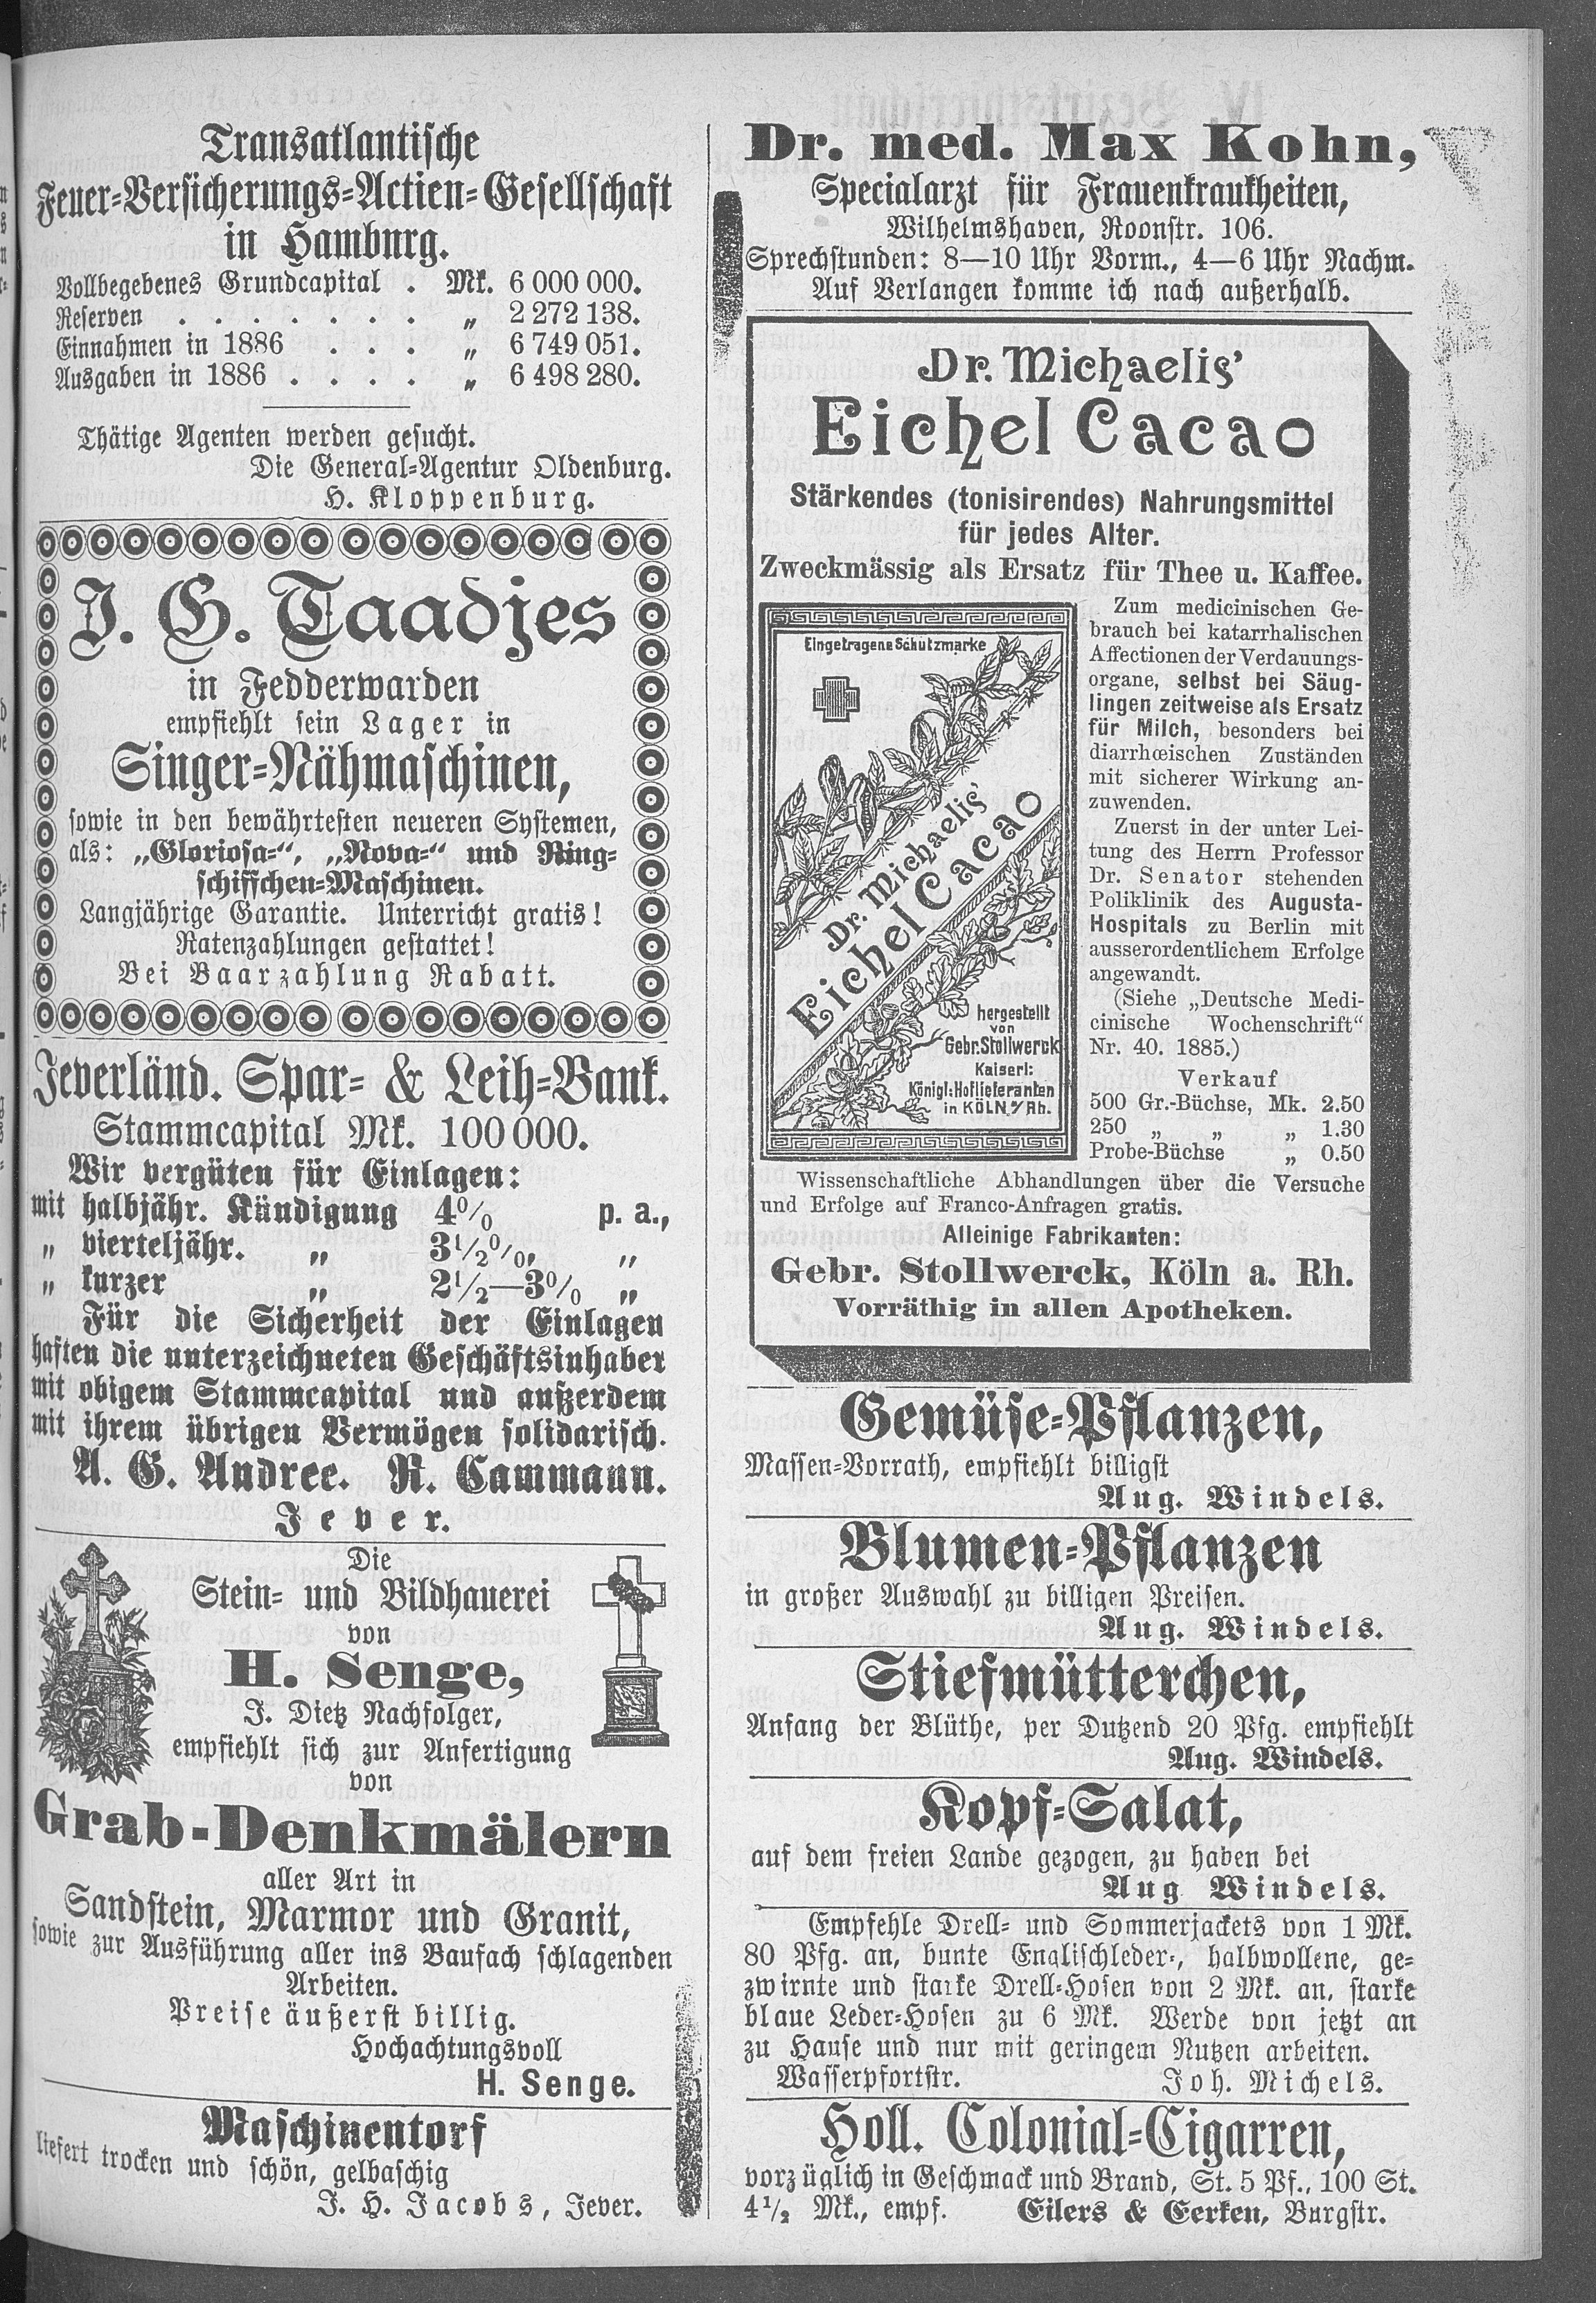 Transatlantische
Feuer-Versicherungs-Actien-Gesellschaft
in Hamburg.
Vollbegebenes Grundcapital . Mk. 6 000 000.
Reserven . . . . . . . „ 2 272 138.
Einnahmen in 1886 . . . „ 6 749 051.
Ausgaben in 1886 . . . . „ 6 498 280.
Thätige Agenten werden gesucht.
Die General-Agentur Oldenburg.
H. Kloppenburg.
J. H. Taadjes
in Fedderwarden
empfiehlt sein Lager in
Singer-Nähmaschinen,
sowie in den bewährtesten neueren Systemen,
als: „Gloriosa-“, „Nova-“ und Ring-
schiffchen-Maschinen.
Langjährige Garantie. Unterricht gratis!
Ratenzahlungen gestattet!
Bei Baarzahlung Rabatt.
Jeverländ. Spar- & Leih-Bank.
Stammcapital Mk. 100 000.
Wir vergüten für Einlagen:
mit halbjähr. Kündigung 4% p. a.,
„ vierteljähr. „ 3½%, „
„ kurzer „ 2½—3% „
Für die Sicherheit der Einlagen
haften die unterzeichneten Geschäftsinhaber
mit obigem Stammcapital und außerdem
mit ihrem übrigen Vermögen solidarisch.
A. G. Andree. R. Cammann.
Jever.
Die
Stein- und Bildhauerei
von
H. Senge,
J. Dietz Nachfolger,
empfiehlt sich zur Anfertigung
von
Grab-Denkmälern
aller Art in
Sandstein, Marmor und Granit,
sowie zur Ausführung aller ins Baufach schlagenden
Arbeiten.
Preise äußerst billig.
Hochachtungsvoll
H. Senge.
Maschinentorf
liefert trocken und schön, gelbaschig
J. H. Jacobs, Jever.
Dr. med. Max Kohn,
Specialarzt für Frauenkrankheiten,
Wilhelmshaven, Roonstr. 106.
Sprechstunden: 8—10 Uhr Vorm., 4—6 Uhr Nachm.
Auf Verlangen komme ich nach außerhalb.
Dr. Michaelis'
Eichel Cacao
Stärkendes (tonisirendes) Nahrungsmittel
für jedes Alter.
Zweckmässig als Ersatz für Thee u. Kaffee.
Eingetragene Schutzmarke
Dr. Michaelis'
Eichel Cacao
hergestellt
von
Gebr. Stollwerck
Kaiserl:
Königl: Hoflieferanten
in KÖLN a/Rh.
Zum medicinischen Ge-
brauch bei katarrhalischen
Affectionen der Verdauungs-
organe, selbst bei Säug-
lingen zeitweise als Ersatz
für Milch, besonders bei
diarrhœischen Zuständen
mit sicherer Wirkung an-
zuwenden.
Zuerst in der unter Lei-
tung des Herrn Professor
Dr. Senator stehenden
Poliklinik des Augusta-
Hospitals zu Berlin mit
ausserordentlichem Erfolge
angewandt.
(Siehe „Deutsche Medi-
cinische Wochenschrift“
Nr. 40. 1885.)
Verkauf
500 Gr.-Büchse, Mk. 2.50
250 „ „ „ 1.30
Probe-Büchse „ 0.50
Wissenschaftliche Abhandlungen über die Versuche
und Erfolge auf Franco-Anfragen gratis.
Alleinige Fabrikanten:
Gebr. Stollwerck, Köln a. Rh.
Vorräthig in allen Apotheken.
Gemüse-Pflanzen,
Massen-Vorrath, empfiehlt billigst
Aug. Windels.
Blumen-Pflanzen
in großer Auswahl zu billigen Preisen.
Aug. Windels.
Stiefmütterchen,
Anfang der Blüthe, per Dutzend 20 Pfg. empfiehlt
Aug. Windels.
Kopf-Salat,
auf dem freien Lande gezogen, zu haben bei
Aug Windels.
Empfehle Drell- und Sommerjackets von 1 Mk.
80 Pfg. an, bunte Englischleder-, halbwollene, ge-
zwirnte und starke Drell-Hosen von 2 Mk. an, starke
blaue Leder-Hosen zu 6 Mk. Werde von jetzt an
zu Hause und nur mit geringem Nutzen arbeiten.
Wasserpfortstr. Joh. Michels.
Holl. Colonial-Cigarren,
vorzüglich in Geschmack und Brand, St. 5 Pf., 100 St.
4½ Mk., empf. Eilers & Gerken, Burgstr.